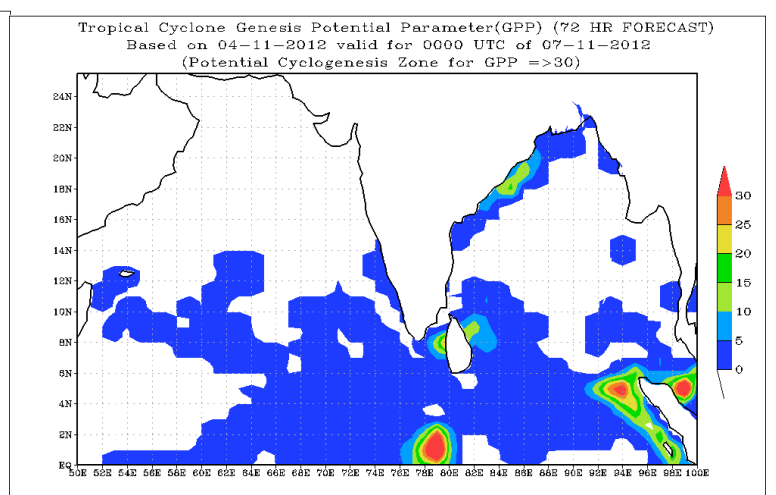 Tropical Cyclone Genesis Potential Parameter(GPP) (72 HR FORECAST)
Based on 04-11-2012 valid for 0000 UTC of 07-11-2012
(Potential Cyclogenesis Zone for GPP =>30)
24N
22N
20N
18N
16N
14N
12N
10N
8N
6N
4N
2N
EQ
50E 52E 54E 56E 58E 60E 62E 64E 66E 68E 70E 72E 74E 76E 78E 80E 82E 84E 86E 88E 90E 92E 94E 96E 98E 100E
30
25
20
15
10
5
0